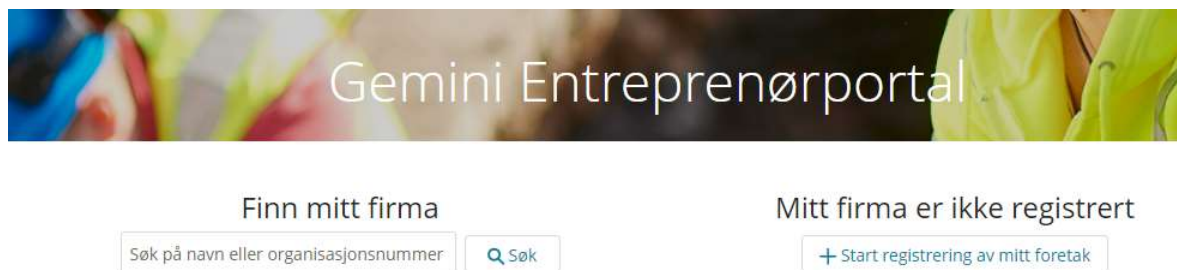 Gemini Entreprenørportal
Finn mitt firma
Søk på navn eller organisasjonsnummer
Søk
Mitt firma er ikke registrert
+ Start registrering av mitt foretak